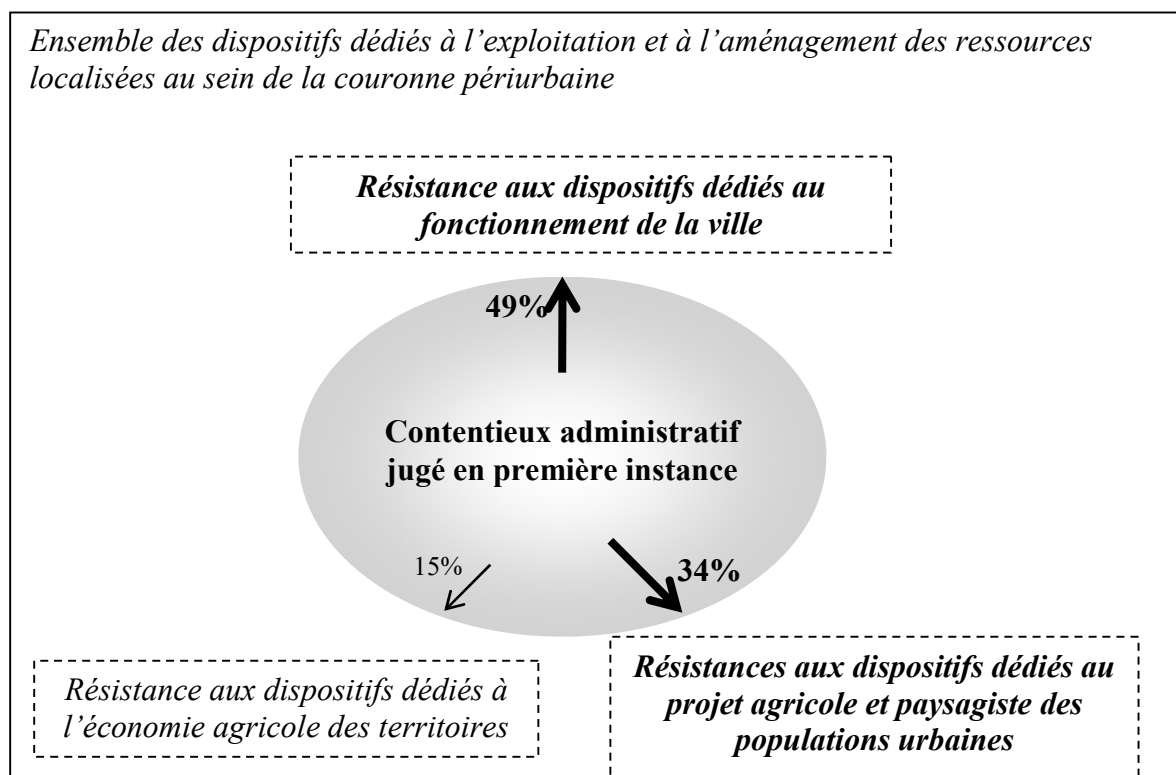 Ensemble des dispositifs dédiés à l’exploitation et à l’aménagement des ressources
localisées au sein de la couronne périurbaine
Résistance aux dispositifs dédiés au
fonctionnement de la ville
49%
Contentieux administratif
jugé en première instance
15%
34%
Résistance aux dispositifs dédiés à
l’économie agricole des territoires
Résistances aux dispositifs dédiés au
projet agricole et paysagiste des
populations urbaines